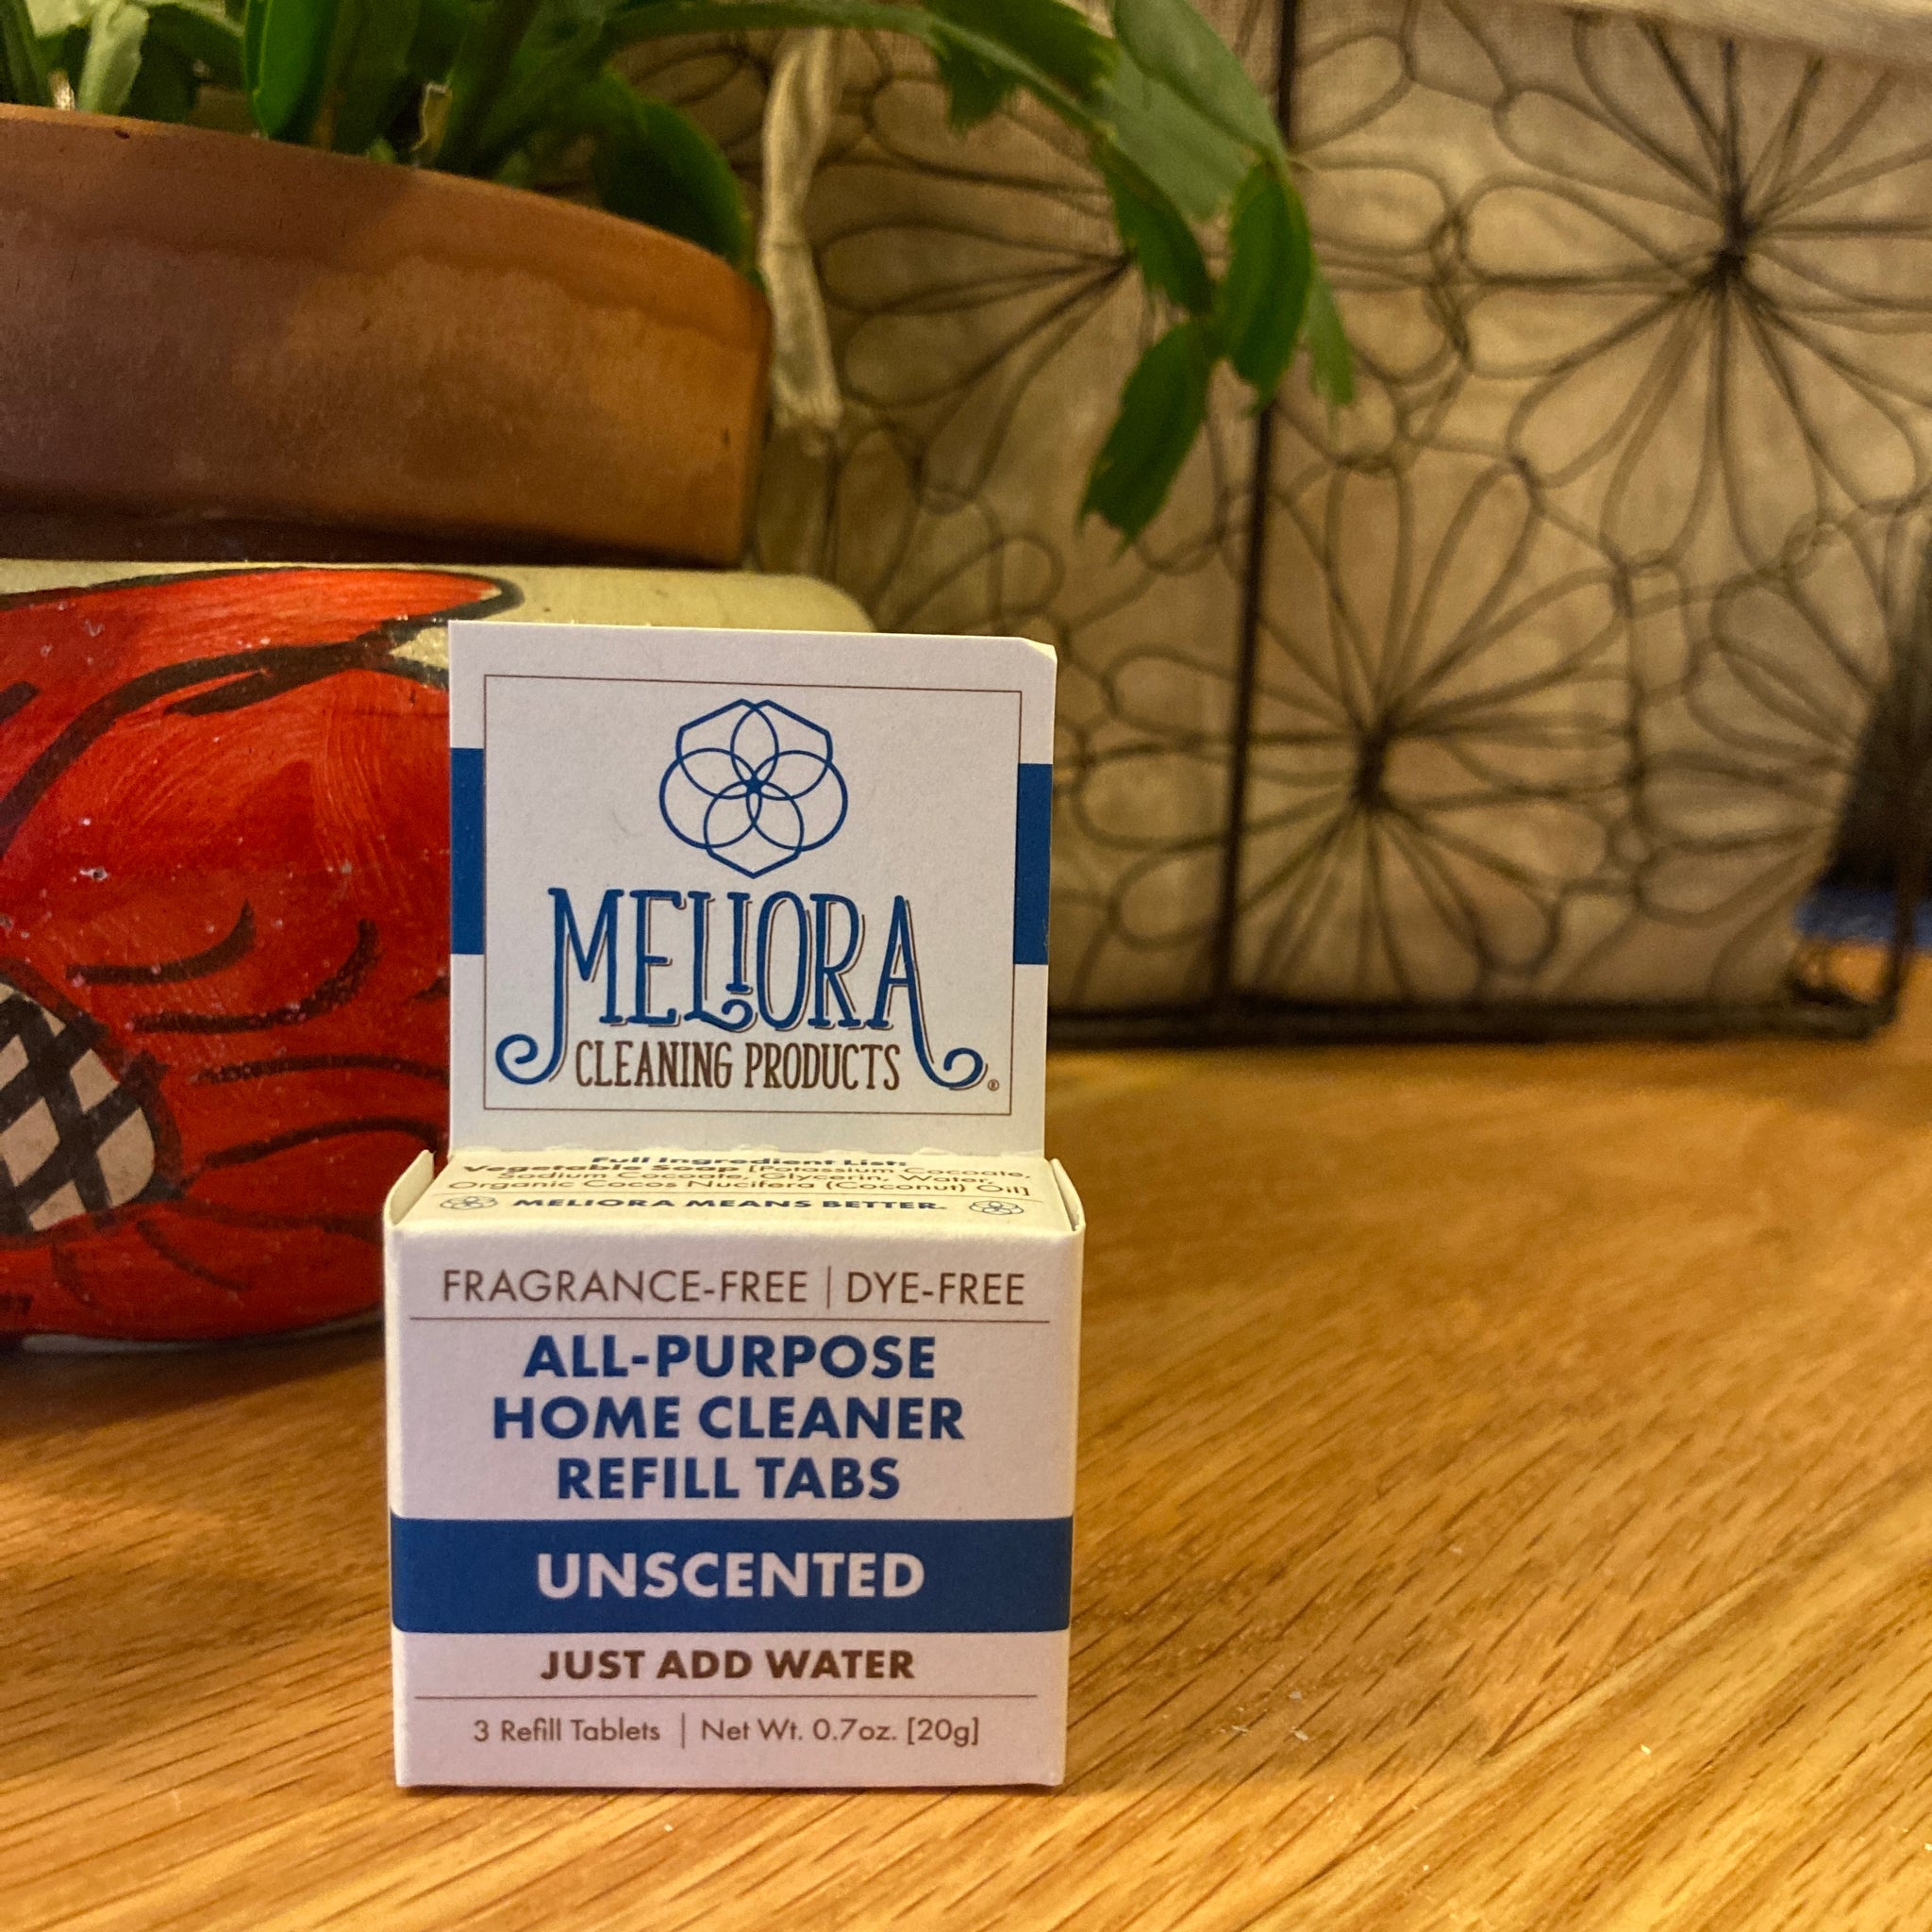 MELIORA
CLEANING PRODUCTS®
Full Ingredient List:
Vegetable Soap [Potassium Cocoate,
Sodium Cocoate, Glycerin, Water,
Organic Cocos Nucifera (Coconut) Oil]
MELIORA MEANS BETTER.
FRAGRANCE-FREE | DYE-FREE
ALL-PURPOSE
HOME CLEANER
REFILL TABS
UNSCENTED
JUST ADD WATER
3 Refill Tablets | Net Wt. 0.7oz. [20g]